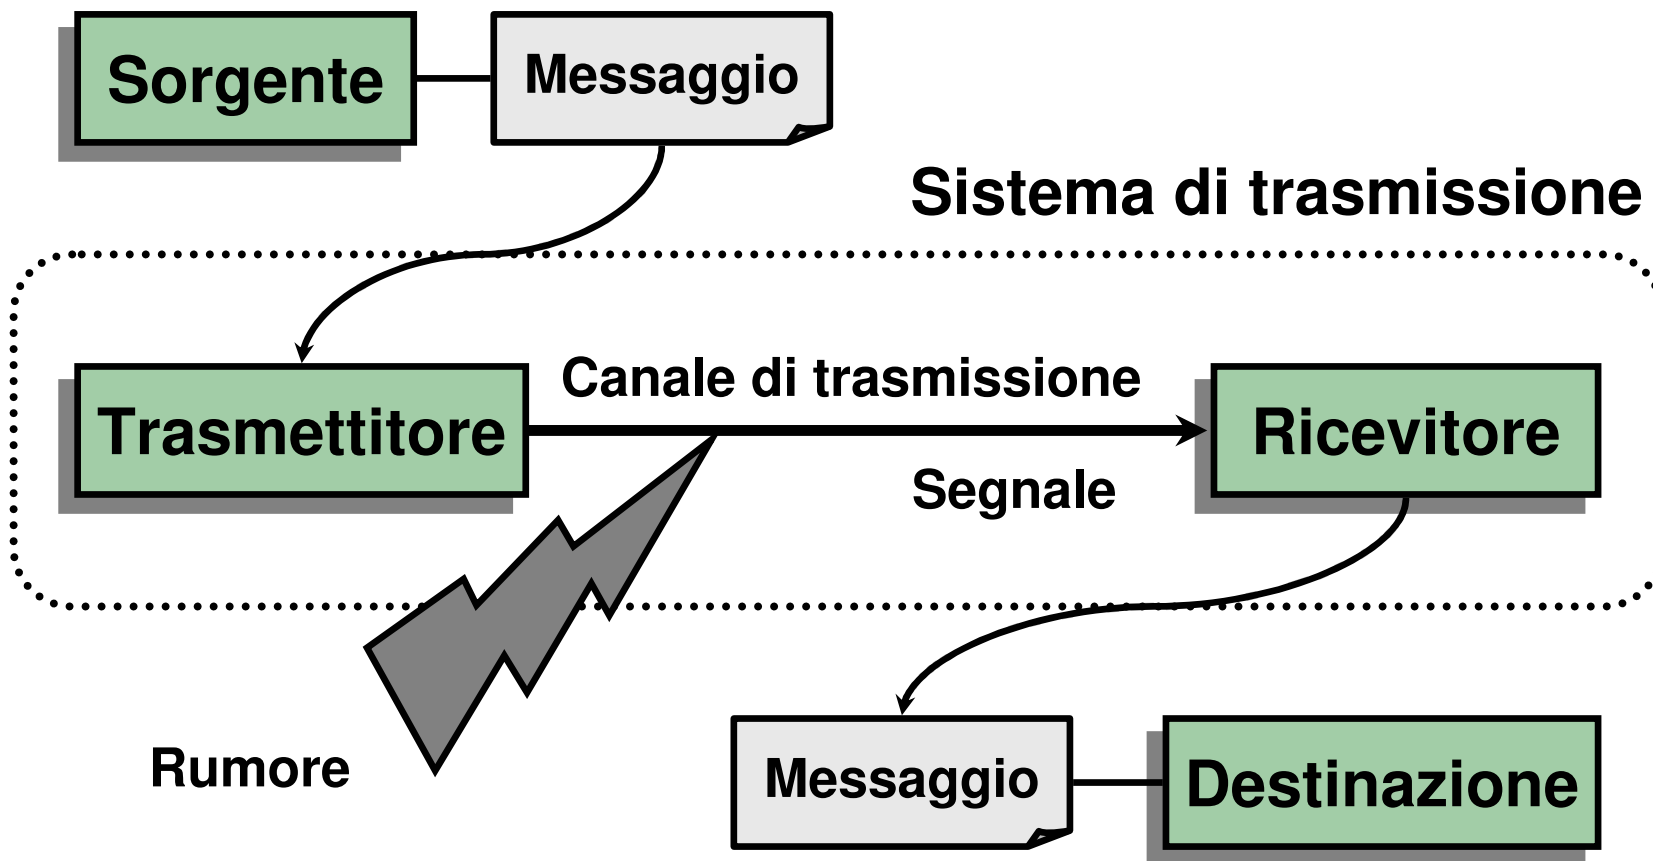 Sorgente
Messaggio
Sistema di trasmissione
Canale di trasmissione
Trasmettitore
Ricevitore
Segnale
Rumore
Messaggio
Destinazione